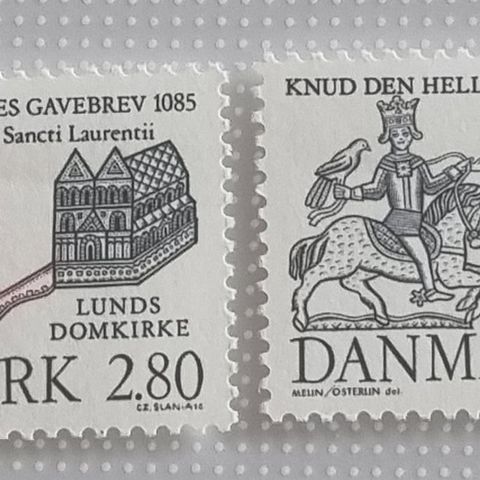 ES GAVEBREV 1085
Sancti Laurentii
LUNDS
DOMKIRKE
RK 2.80
CZ. SLANIA sc
KNUD DEN HELL
DANM
MELIN/ÖSTERLIN del.